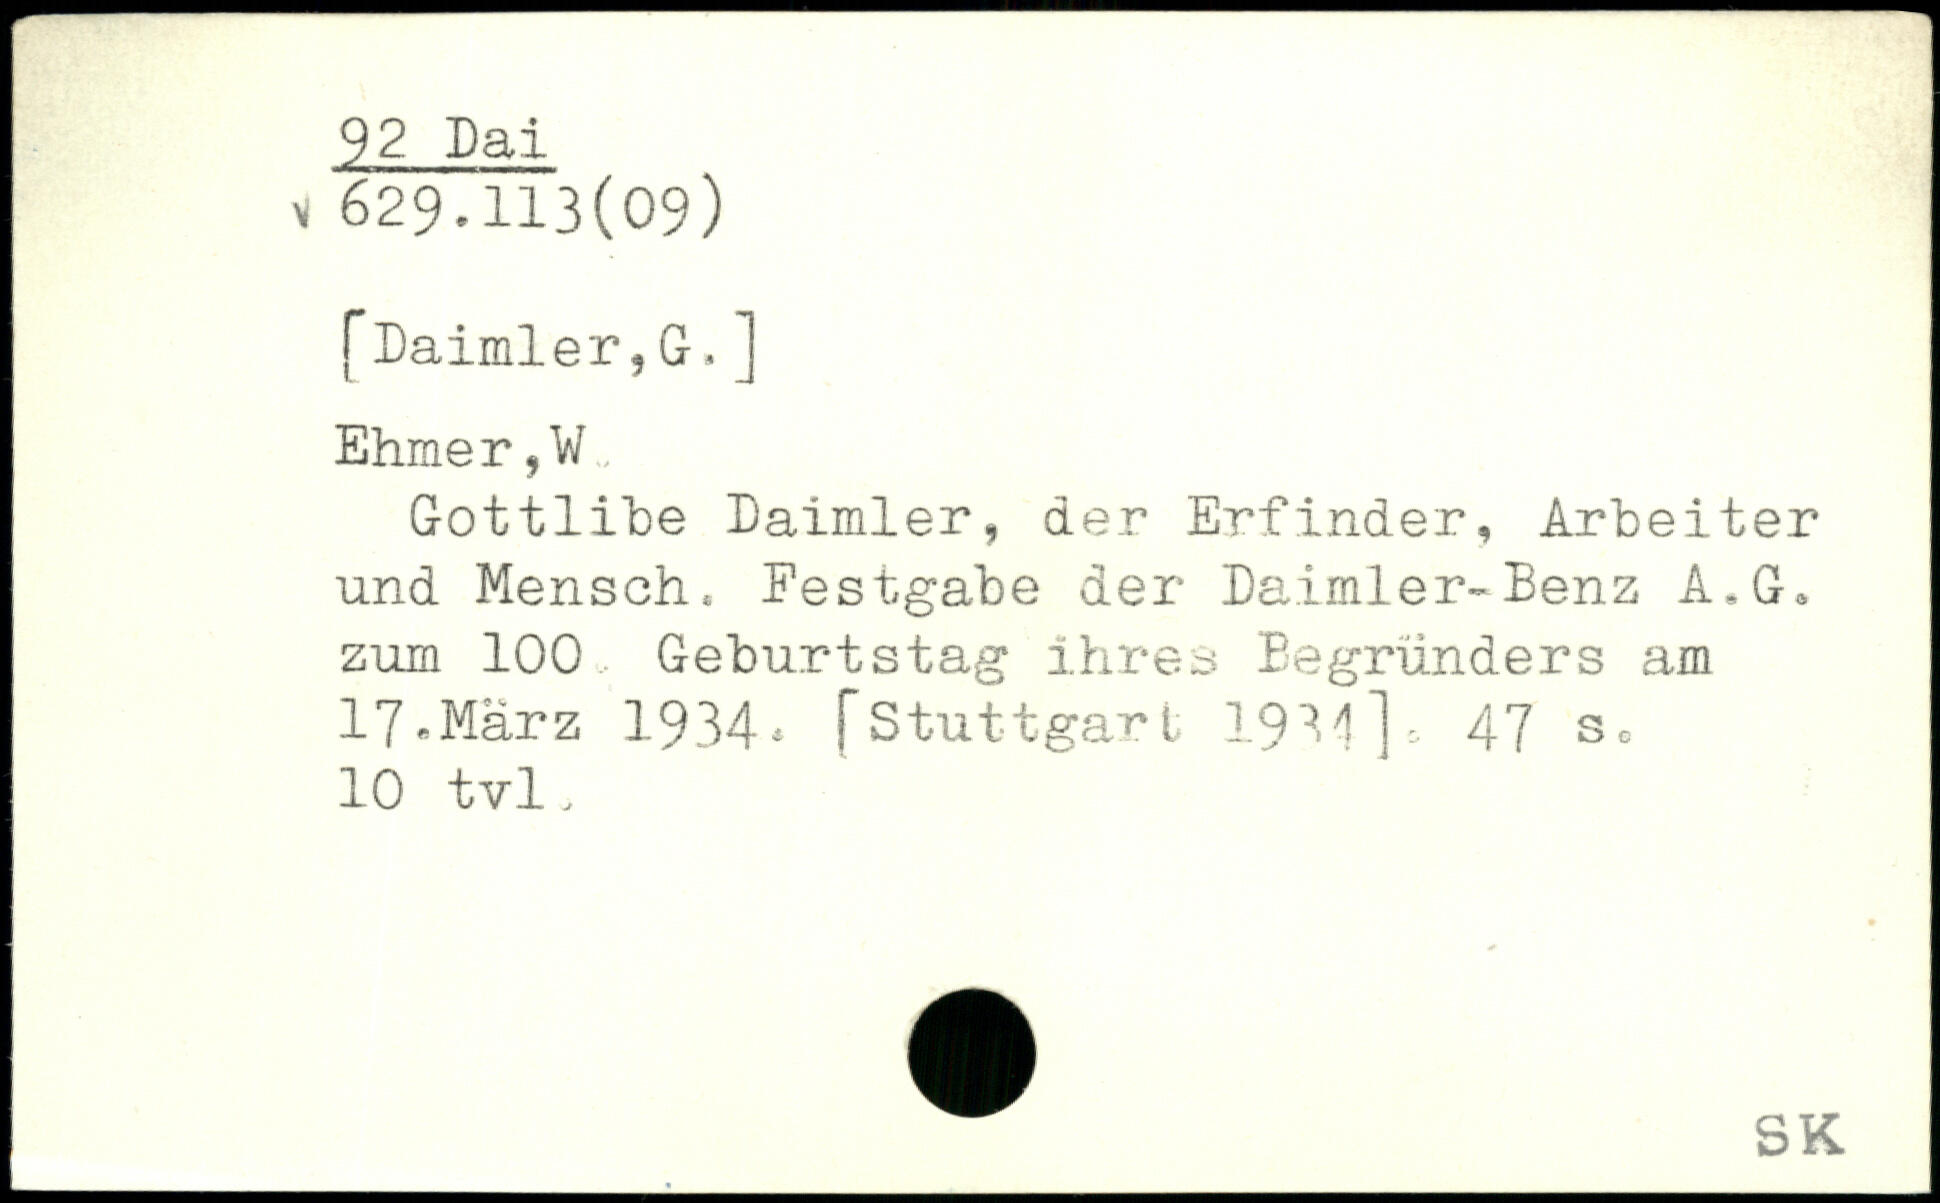 92 Dai
v 629.113(09)
[Daimler,G.]
Ehmer,W.
Gottlibe Daimler, der Erfinder, Arbeiter
und Mensch. Festgabe der Daimler-Benz A.G.
zum 100. Geburtstag ihres Begründers am
17.März 1934. [Stuttgart 1934]. 47 s.
10 tvl.
SK